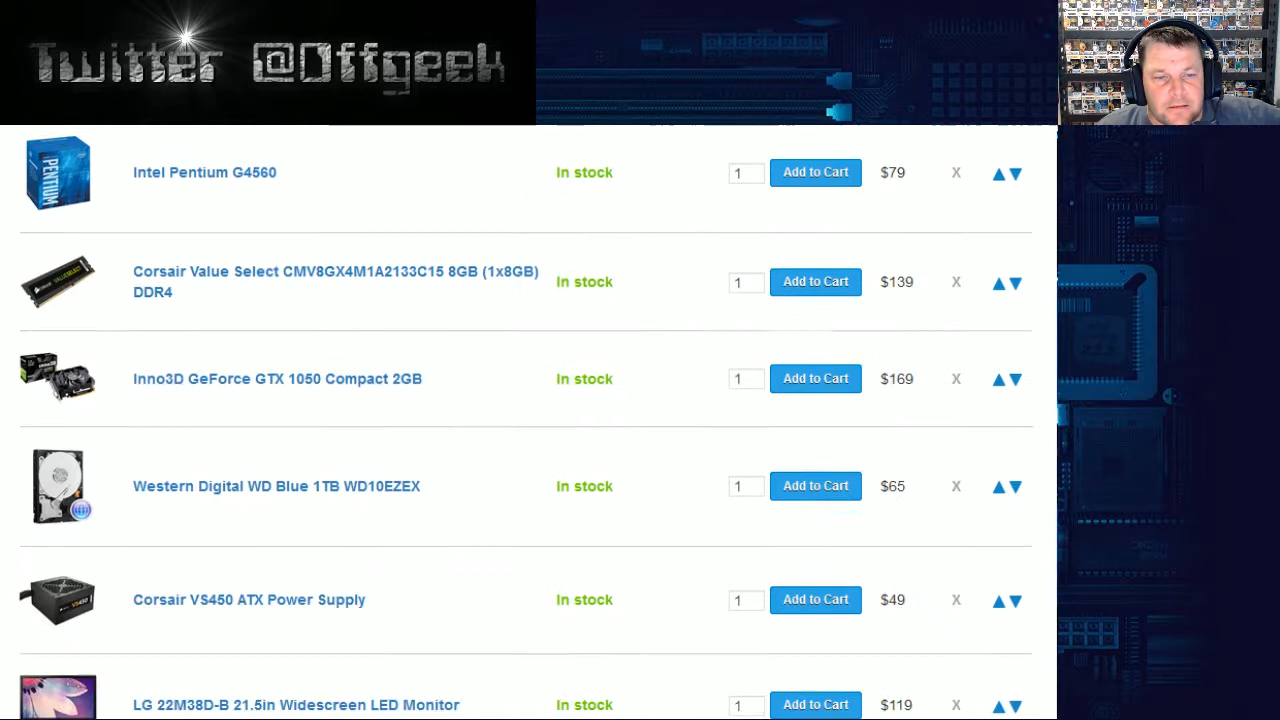 Twitter @Offgeek
PENTIUM
Intel Pentium G4560
In stock
1
Add to Cart
$79
X
Corsair Value Select CMV8GX4M1A2133C15 8GB (1x8GB)
DDR4
In stock
1
Add to Cart
$139
X
Inno3D GeForce GTX 1050 Compact 2GB
In stock
1
Add to Cart
$169
X
Western Digital WD Blue 1TB WD10EZEX
In stock
1
Add to Cart
$65
X
Corsair VS450 ATX Power Supply
In stock
1
Add to Cart
$49
X
LG 22M38D-B 21.5in Widescreen LED Monitor
In stock
1
Add to Cart
$119
X